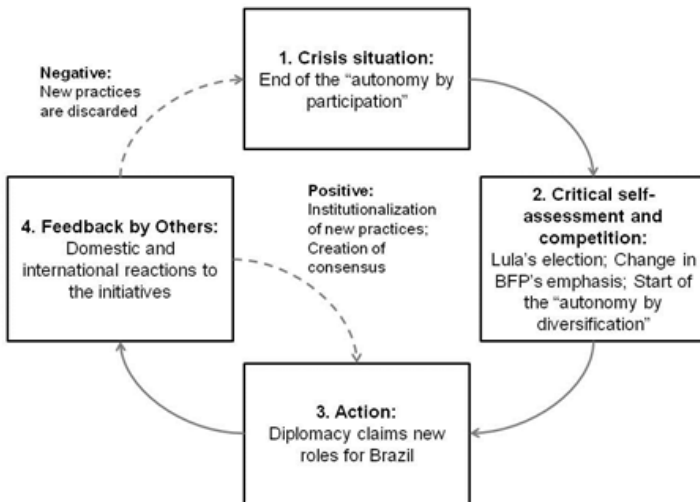 1. Crisis situation:
End of the “autonomy by
participation”
Negative:
New practices
are discarded
Positive:
Institutionalization
of new practices;
Creation of
consensus
2. Critical self-
assessment and
competition:
Lula’s election; Change in
BFP’s emphasis; Start of
the “autonomy by
diversification”
4. Feedback by Others:
Domestic and
international reactions to
the initiatives
3. Action:
Diplomacy claims new
roles for Brazil